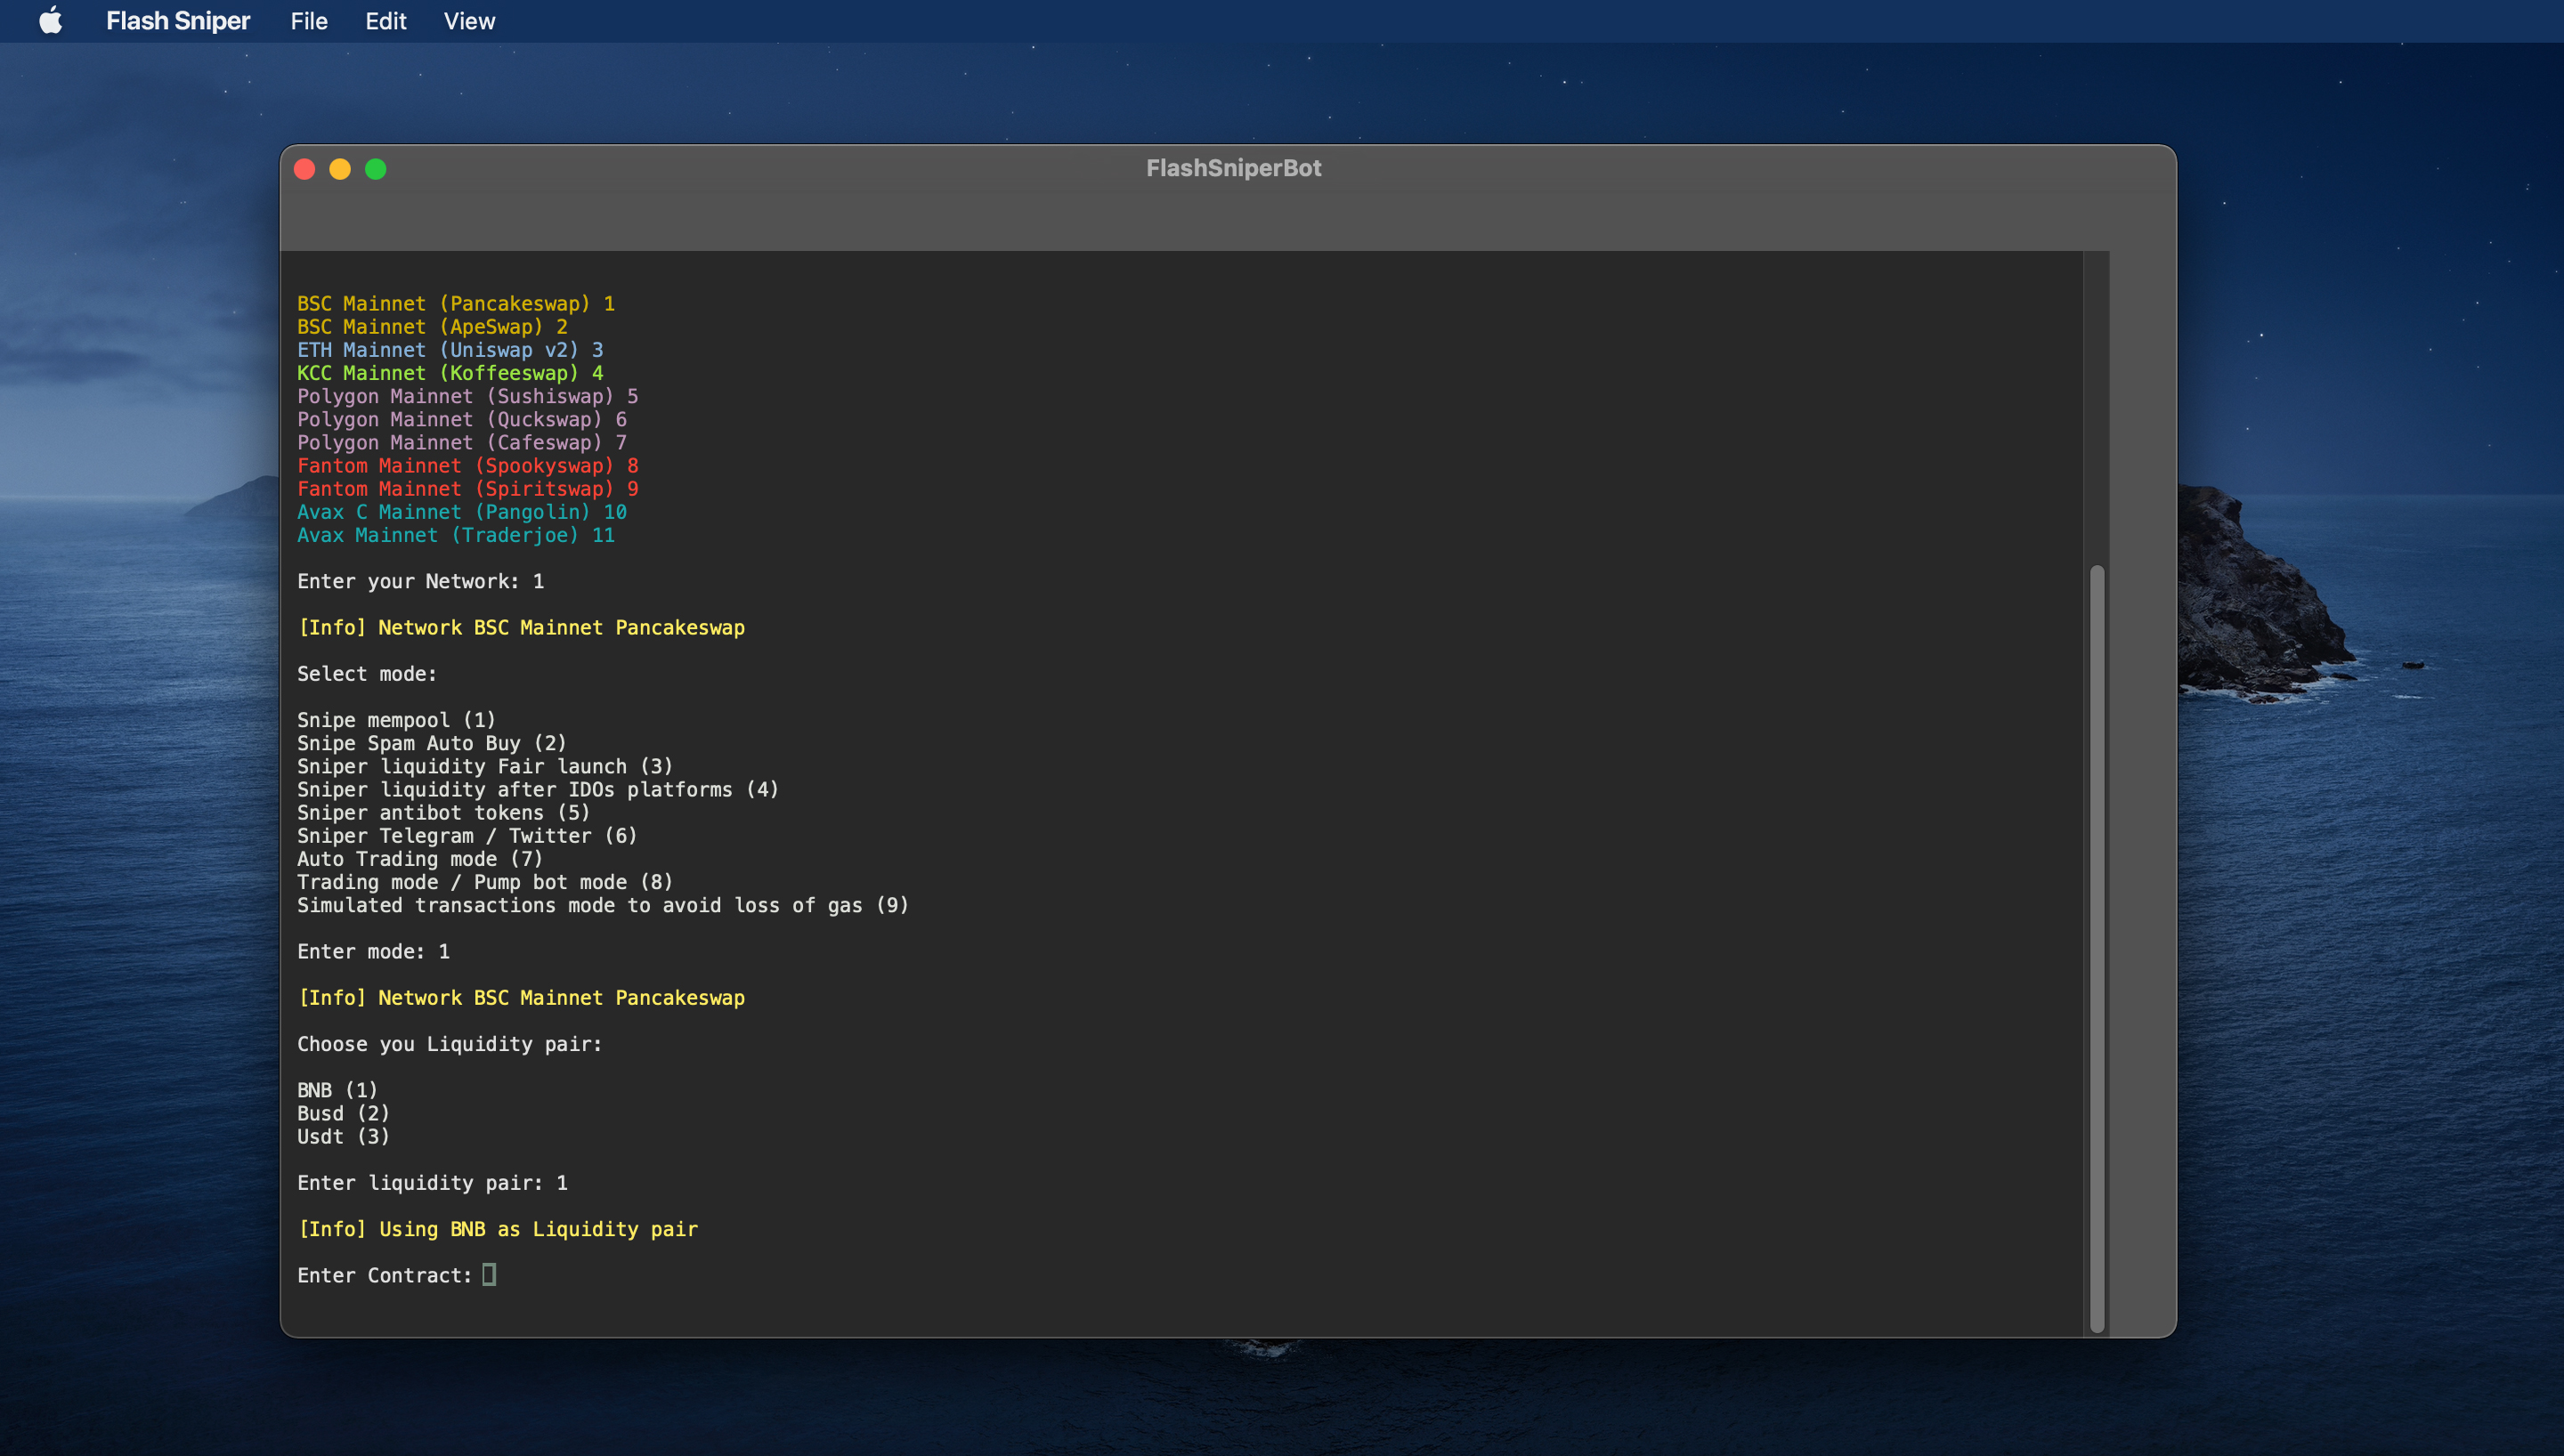 Flash Sniper File Edit View
FlashSniperBot
BSC Mainnet (Pancakeswap) 1
BSC Mainnet (ApeSwap) 2
ETH Mainnet (Uniswap v2) 3
KCC Mainnet (Koffeeswap) 4
Polygon Mainnet (Sushiswap) 5
Polygon Mainnet (Quckswap) 6
Polygon Mainnet (Cafeswap) 7
Fantom Mainnet (Spookyswap) 8
Fantom Mainnet (Spiritswap) 9
Avax C Mainnet (Pangolin) 10
Avax Mainnet (Traderjoe) 11
Enter your Network: 1
[Info] Network BSC Mainnet Pancakeswap
Select mode:
Snipe mempool (1)
Snipe Spam Auto Buy (2)
Sniper liquidity Fair launch (3)
Sniper liquidity after IDOs platforms (4)
Sniper antibot tokens (5)
Sniper Telegram / Twitter (6)
Auto Trading mode (7)
Trading mode / Pump bot mode (8)
Simulated transactions mode to avoid loss of gas (9)
Enter mode: 1
[Info] Network BSC Mainnet Pancakeswap
Choose you Liquidity pair:
BNB (1)
Busd (2)
Usdt (3)
Enter liquidity pair: 1
[Info] Using BNB as Liquidity pair
Enter Contract: